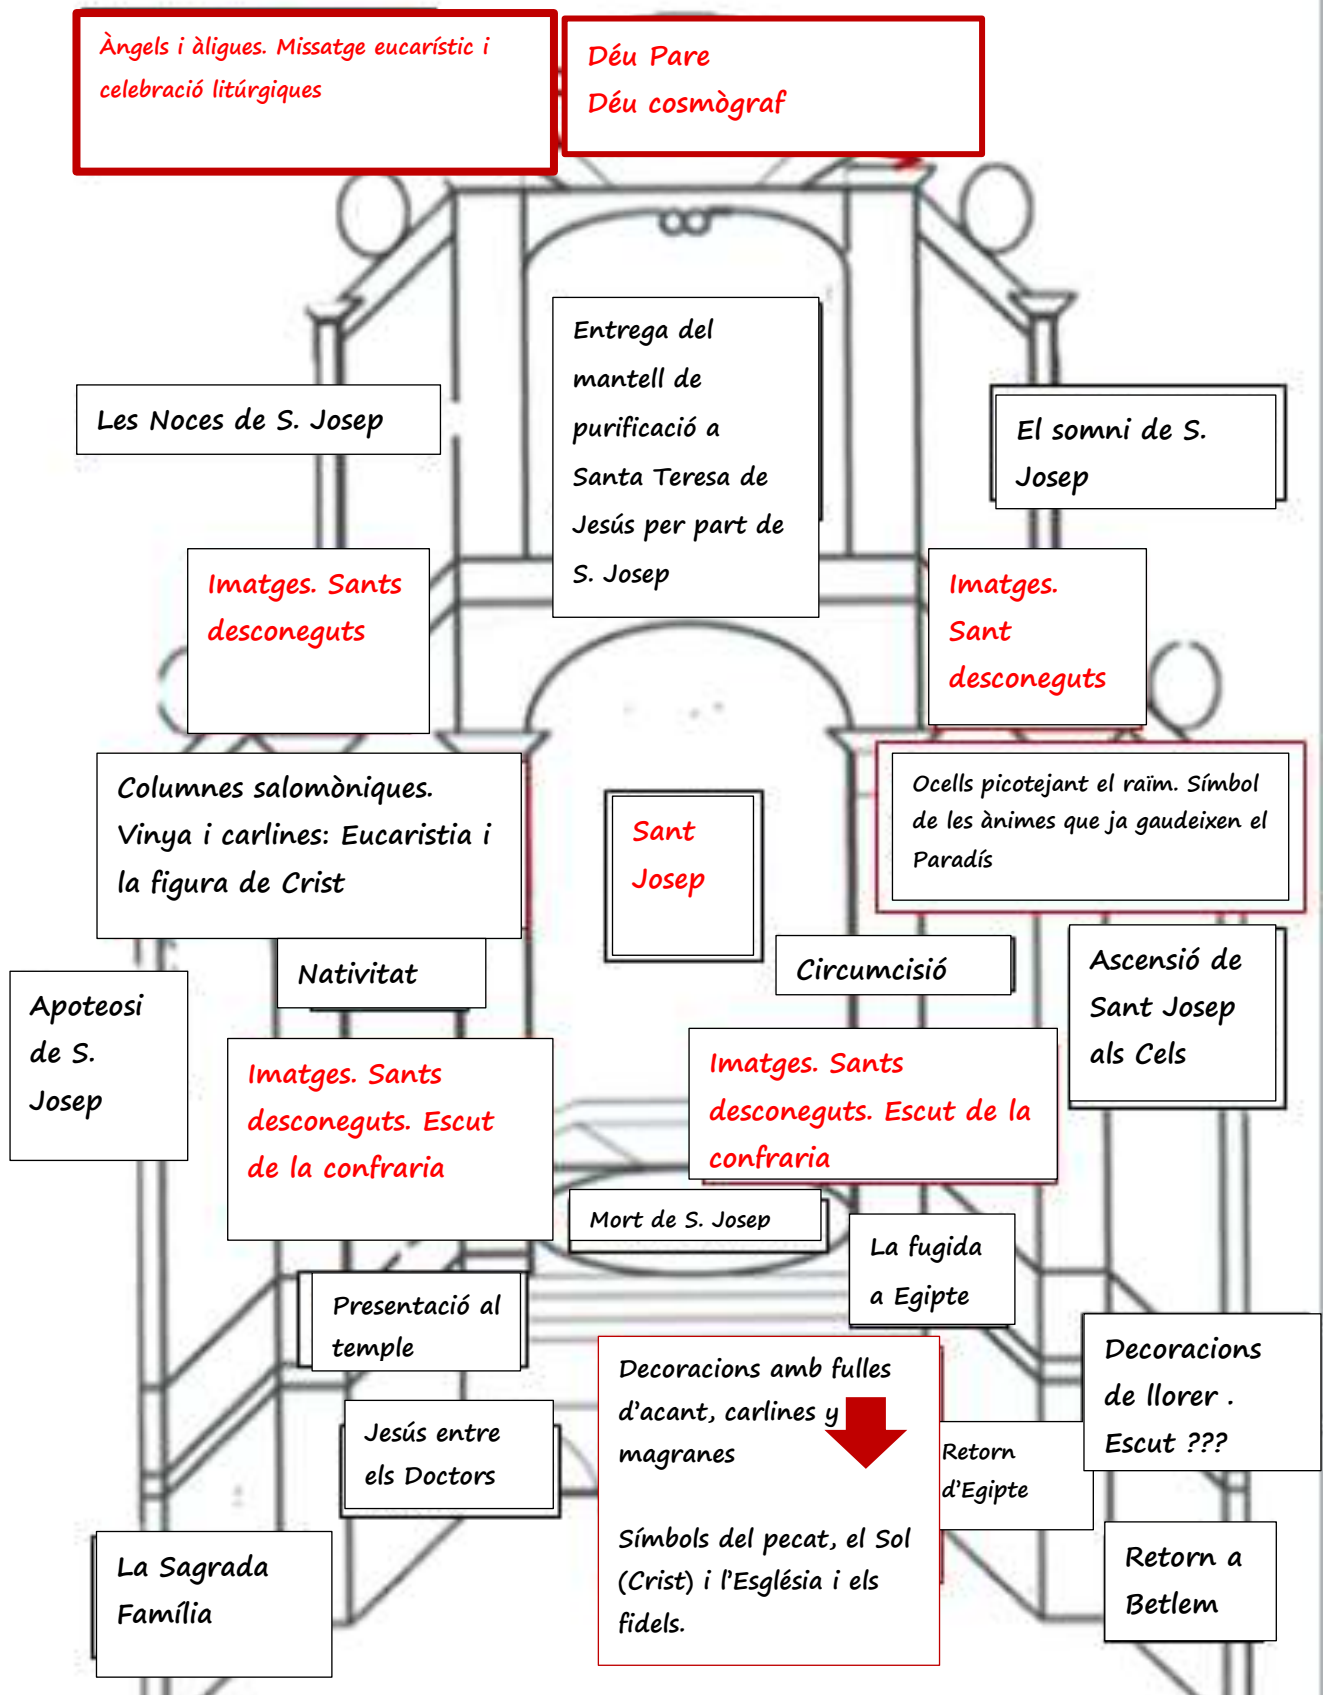 Àngels i àligues. Missatge eucarístic i
celebració litúrgiques
Déu Pare
Déu cosmògraf
Entrega del
mantell de
purificació a
Santa Teresa de
Jesús per part de
S. Josep
Les Noces de S. Josep
El somni de S.
Josep
Imatges. Sants
desconeguts
Imatges.
Sant
desconeguts
Columnes salomòniques.
Vinya i carlines: Eucaristia i
la figura de Crist
Sant
Josep
Ocells picotejant el raïm. Símbol
de les ànimes que ja gaudeixen el
Paradís
Nativitat
Circumcisió
Ascensió de
Sant Josep
als Cels
Apoteosi
de S.
Josep
Imatges. Sants
desconeguts. Escut
de la confraria
Imatges. Sants
desconeguts. Escut de la
confraria
Mort de S. Josep
La fugida
a Egipte
Presentació al
temple
Decoracions amb fulles
d'acant, carlines y
magranes
Símbols del pecat, el Sol
(Crist) i l'Església i els
fidels.
Decoracions
de llorer .
Escut ???
Jesús entre
els Doctors
Retorn
d'Egipte
La Sagrada
Família
Retorn a
Betlem